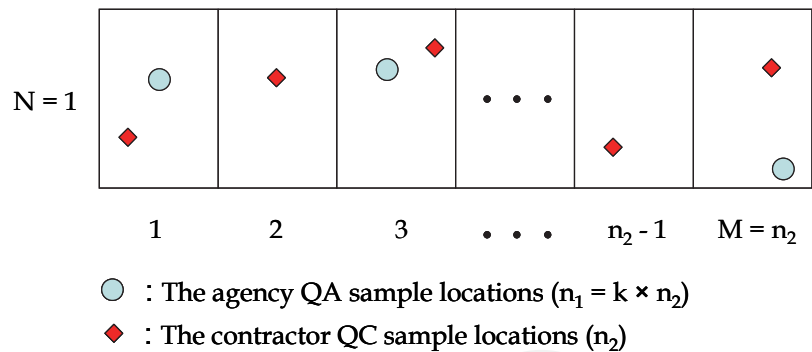 N = 1
1 2 3 • • • n₂ - 1 M = n₂
: The agency QA sample locations (n₁ = k × n₂)
: The contractor QC sample locations (n₂)